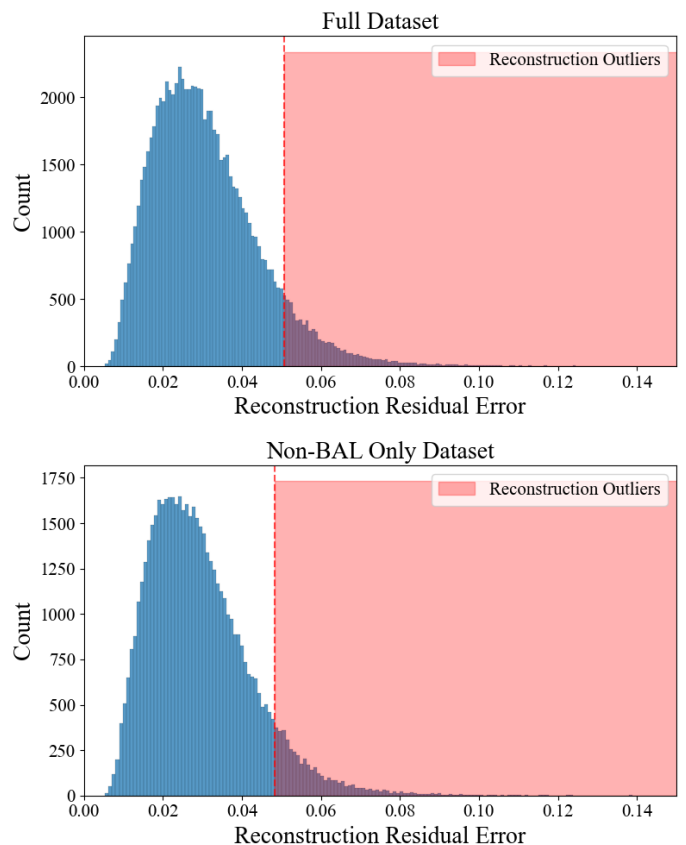 Full Dataset
Reconstruction Outliers
2000
1500
1000
500
0
Count
0.00 0.02 0.04 0.06 0.08 0.10 0.12 0.14
Reconstruction Residual Error
Non-BAL Only Dataset
Reconstruction Outliers
1750
1500
1250
1000
750
500
250
0
Count
0.00 0.02 0.04 0.06 0.08 0.10 0.12 0.14
Reconstruction Residual Error